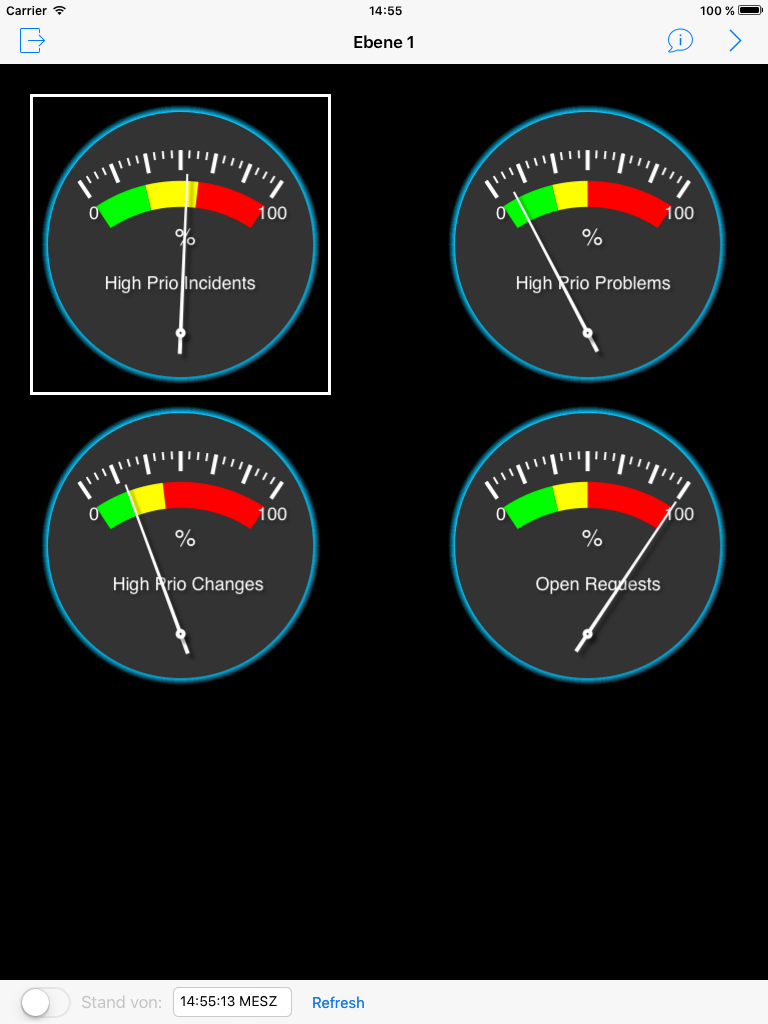 Carrier 14:55 100 %
Ebene 1
0 100 0 100
% %
High Prio Incidents High Prio Problems
0 100 0 100
% %
High Prio Changes Open Requests
Stand von: 14:55:13 MESZ Refresh